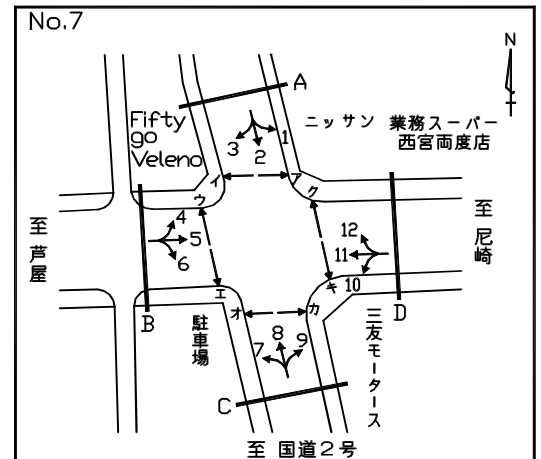 No.7
N
A
Fifty
go
Veleno
ニッサン
業務スーパー
西宮両度店
1
2
3
ア
イ
ウ
ク
至 芦屋
4
5
6
12
11
10
至 尼崎
エ
オ
カ
キ
B
D
駐車場
7
8
9
三友モータース
C
至 国道2号